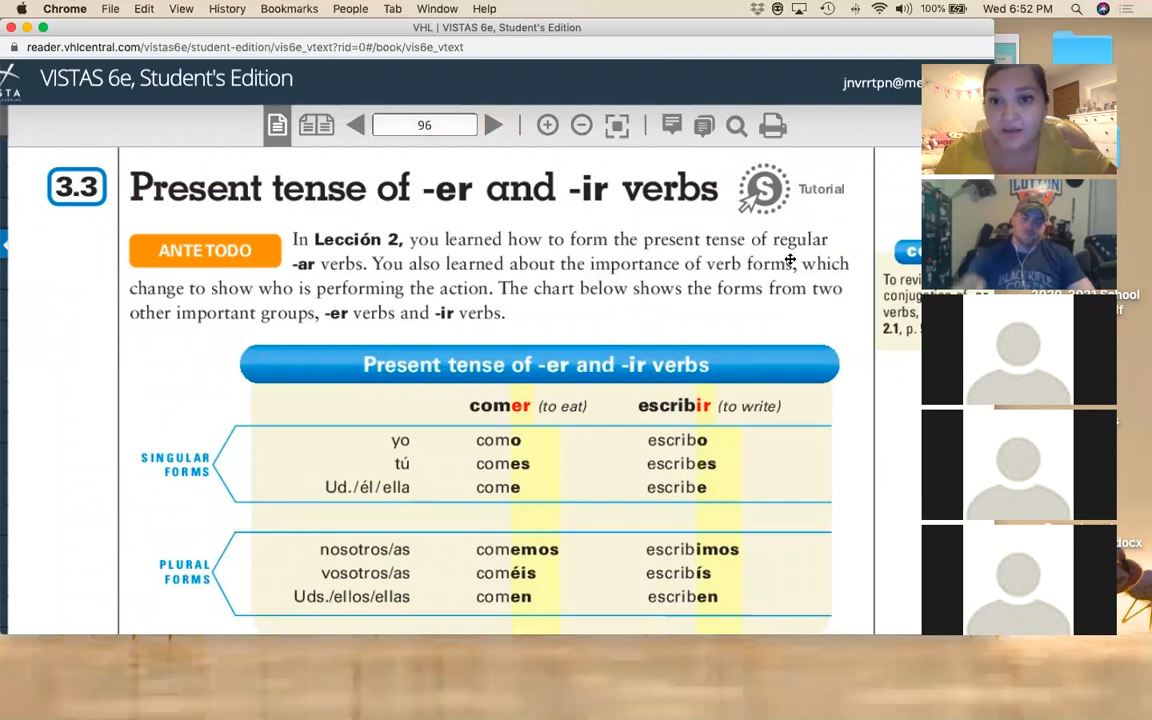 Chrome File Edit View History Bookmarks People Tab Window Help 100% Wed 6:52 PM
VHL | VISTAS 6e, Student's Edition
reader.vhlcentral.com/vistas6e/student-edition/vis6e_vtext?rid=0#/book/vis6e_vtext
VISTAS 6e, Student's Edition jnvrrtpn@me
96
3.3 Present tense of -er and -ir verbs S Tutorial
ANTE TODO In Lección 2, you learned how to form the present tense of regular
-ar verbs. You also learned about the importance of verb forms, which
change to show who is performing the action. The chart below shows the forms from two
other important groups, -er verbs and -ir verbs.
To revi
verbs,
2.1, p.
2020-2021 School
Present tense of -er and -ir verbs
comer (to eat) escribir (to write)
SINGULAR
FORMS
yo como escribo
tú comes escribes
Ud./él/ella come escribe
PLURAL
FORMS
nosotros/as comemos escribimos
vosotros/as coméis escribís
Uds./ellos/ellas comen escriben
docx